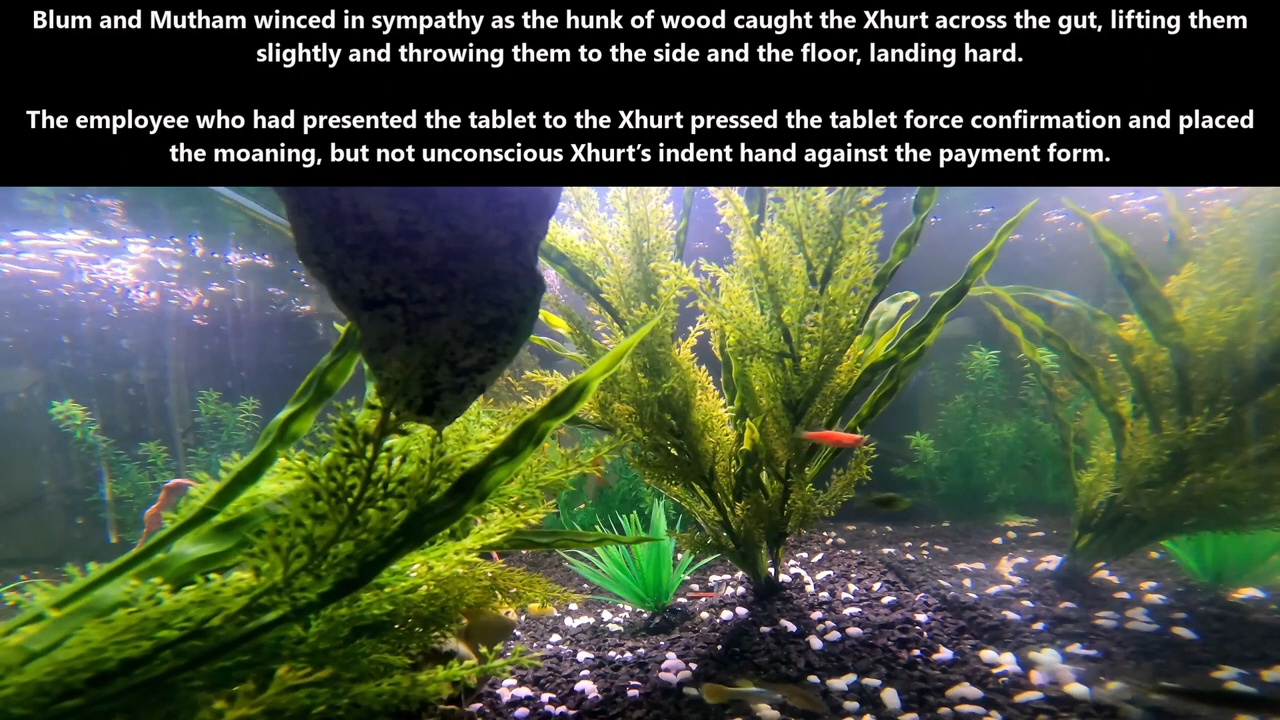 Blum and Mutham winced in sympathy as the hunk of wood caught the Xhurt across the gut, lifting them
slightly and throwing them to the side and the floor, landing hard.
The employee who had presented the tablet to the Xhurt pressed the tablet force confirmation and placed
the moaning, but not unconscious Xhurt’s indent hand against the payment form.